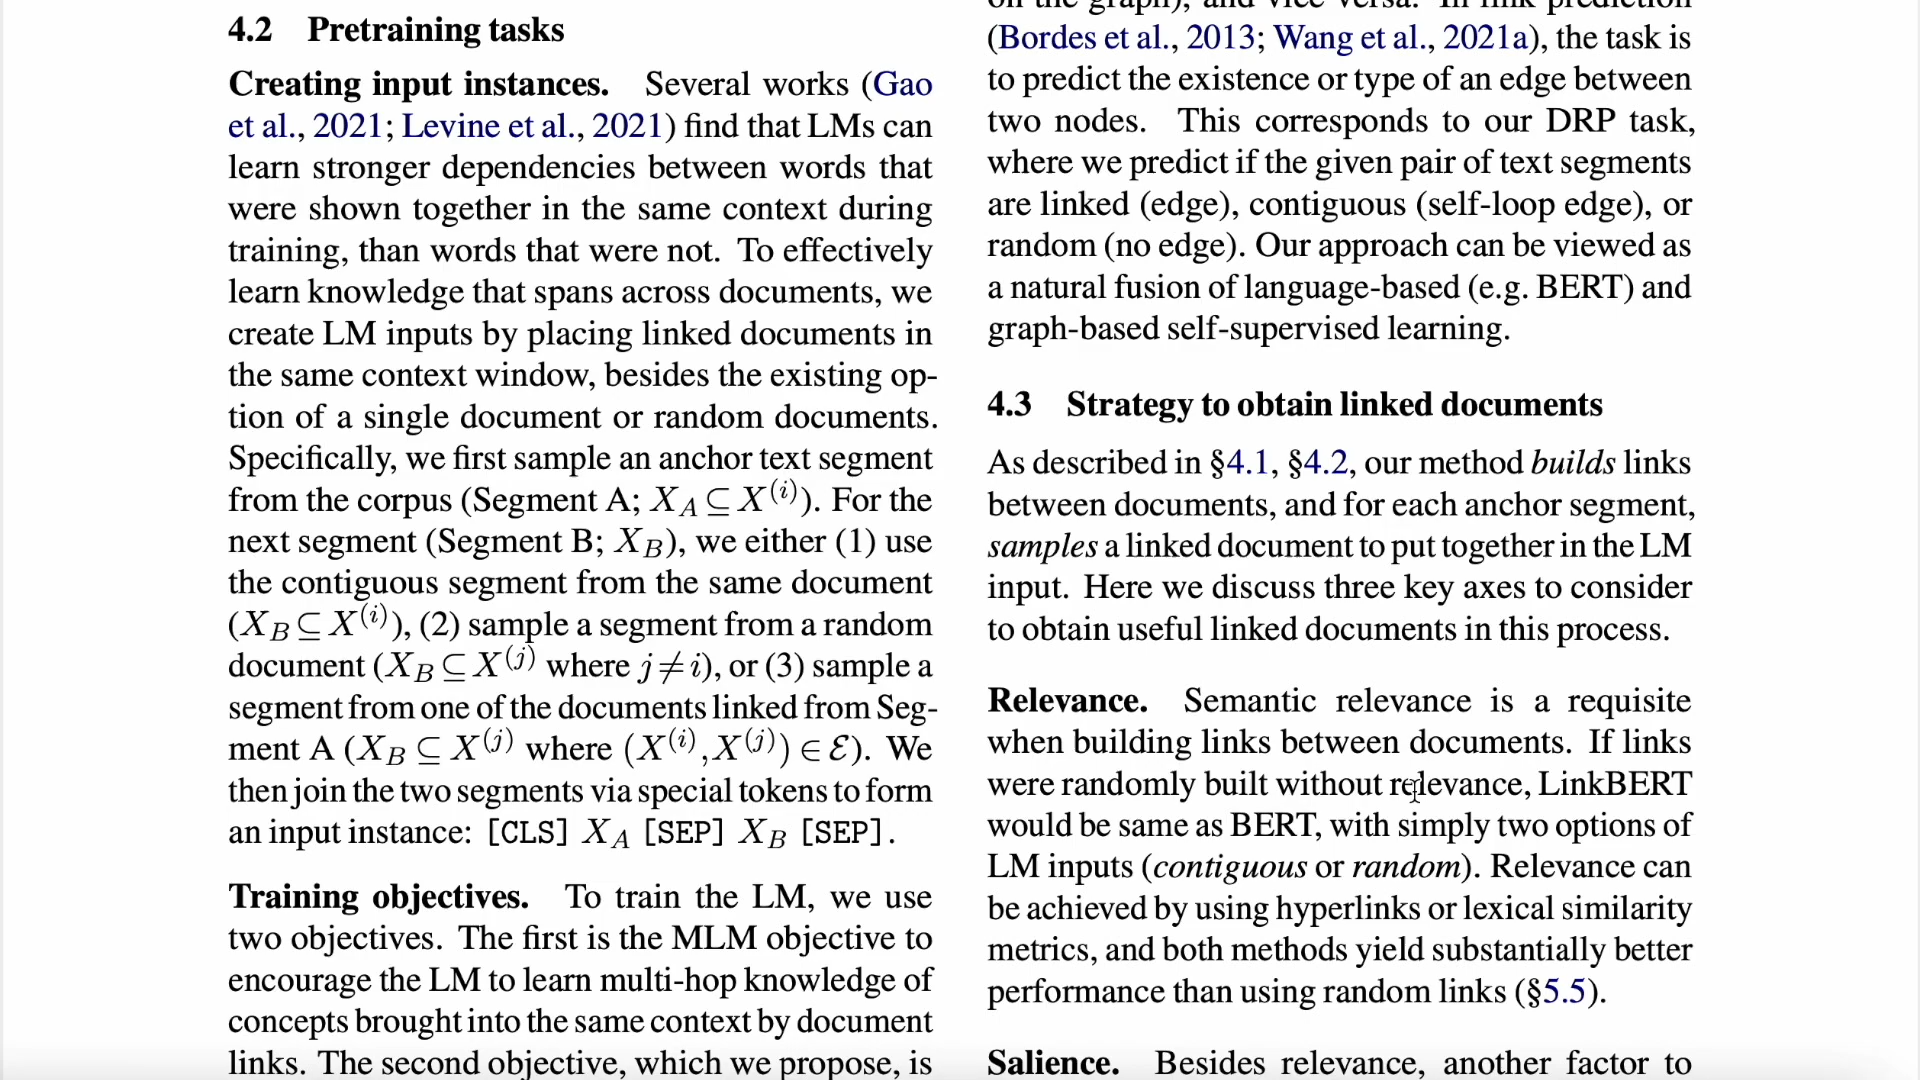 4.2 Pretraining tasks
Creating input instances. Several works (Gao
et al., 2021; Levine et al., 2021) find that LMs can
learn stronger dependencies between words that
were shown together in the same context during
training, than words that were not. To effectively
learn knowledge that spans across documents, we
create LM inputs by placing linked documents in
the same context window, besides the existing op-
tion of a single document or random documents.
Specifically, we first sample an anchor text segment
from the corpus (Segment A; X_A ⊆ X^(i)). For the
next segment (Segment B; X_B), we either (1) use
the contiguous segment from the same document
(X_B ⊆ X^(i)), (2) sample a segment from a random
document (X_B ⊆ X^(j) where j ≠ i), or (3) sample a
segment from one of the documents linked from Seg-
ment A (X_B ⊆ X^(j) where (X^(i), X^(j)) ∈ ℰ). We
then join the two segments via special tokens to form
an input instance: [CLS] X_A [SEP] X_B [SEP].
Training objectives. To train the LM, we use
two objectives. The first is the MLM objective to
encourage the LM to learn multi-hop knowledge of
concepts brought into the same context by document
links. The second objective, which we propose, is
on the graph), and vice versa. In link prediction
(Bordes et al., 2013; Wang et al., 2021a), the task is
to predict the existence or type of an edge between
two nodes. This corresponds to our DRP task,
where we predict if the given pair of text segments
are linked (edge), contiguous (self-loop edge), or
random (no edge). Our approach can be viewed as
a natural fusion of language-based (e.g. BERT) and
graph-based self-supervised learning.
4.3 Strategy to obtain linked documents
As described in §4.1, §4.2, our method builds links
between documents, and for each anchor segment,
samples a linked document to put together in the LM
input. Here we discuss three key axes to consider
to obtain useful linked documents in this process.
Relevance. Semantic relevance is a requisite
when building links between documents. If links
were randomly built without relevance, LinkBERT
would be same as BERT, with simply two options of
LM inputs (contiguous or random). Relevance can
be achieved by using hyperlinks or lexical similarity
metrics, and both methods yield substantially better
performance than using random links (§5.5).
Salience. Besides relevance, another factor to